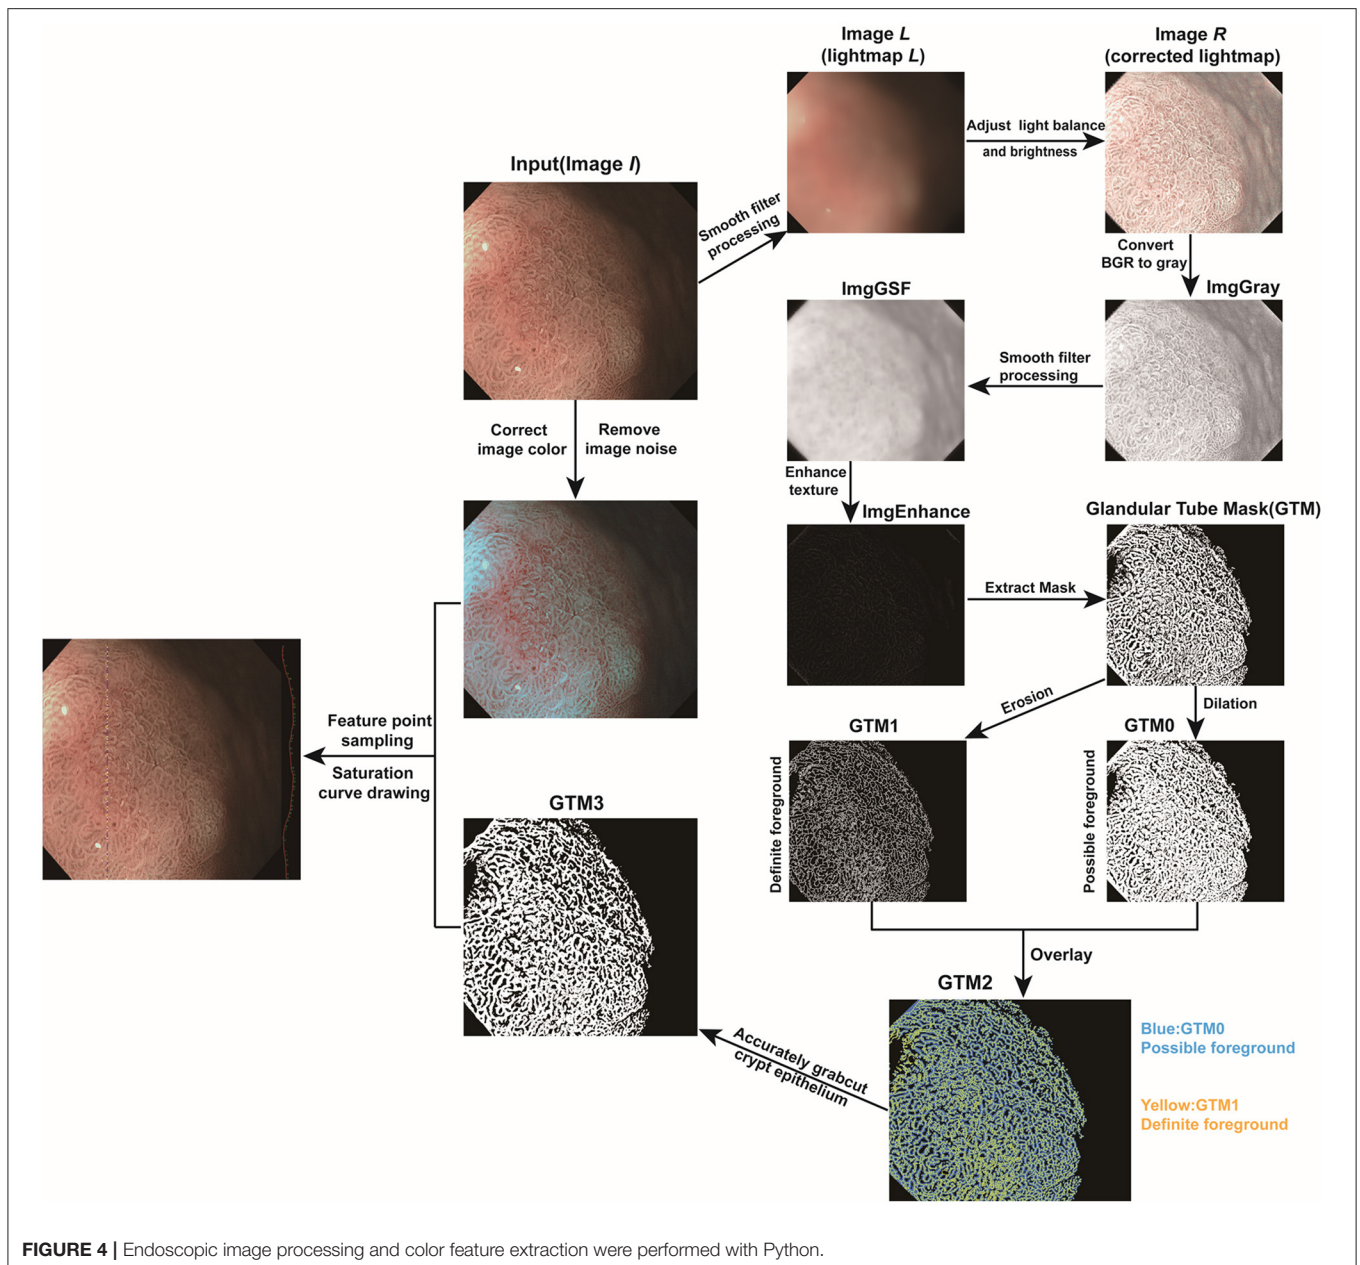 Image L
(lightmap L)
Image R
(corrected lightmap)
Adjust light balance
and brightness
Input(Image I)
Smooth filter
processing
Convert
BGR to gray
ImgGSF
ImgGray
Smooth filter
processing
Correct
image color
Remove
image noise
Enhance
texture
ImgEnhance
Glandular Tube Mask(GTM)
Extract Mask
Erosion
Dilation
Feature point
sampling
Saturation
curve drawing
GTM1
GTM0
Definite foreground
Possible foreground
GTM3
Overlay
GTM2
Accurately grabcut
crypt epithelium
Blue:GTM0
Possible foreground
Yellow:GTM1
Definite foreground
FIGURE 4 | Endoscopic image processing and color feature extraction were performed with Python.